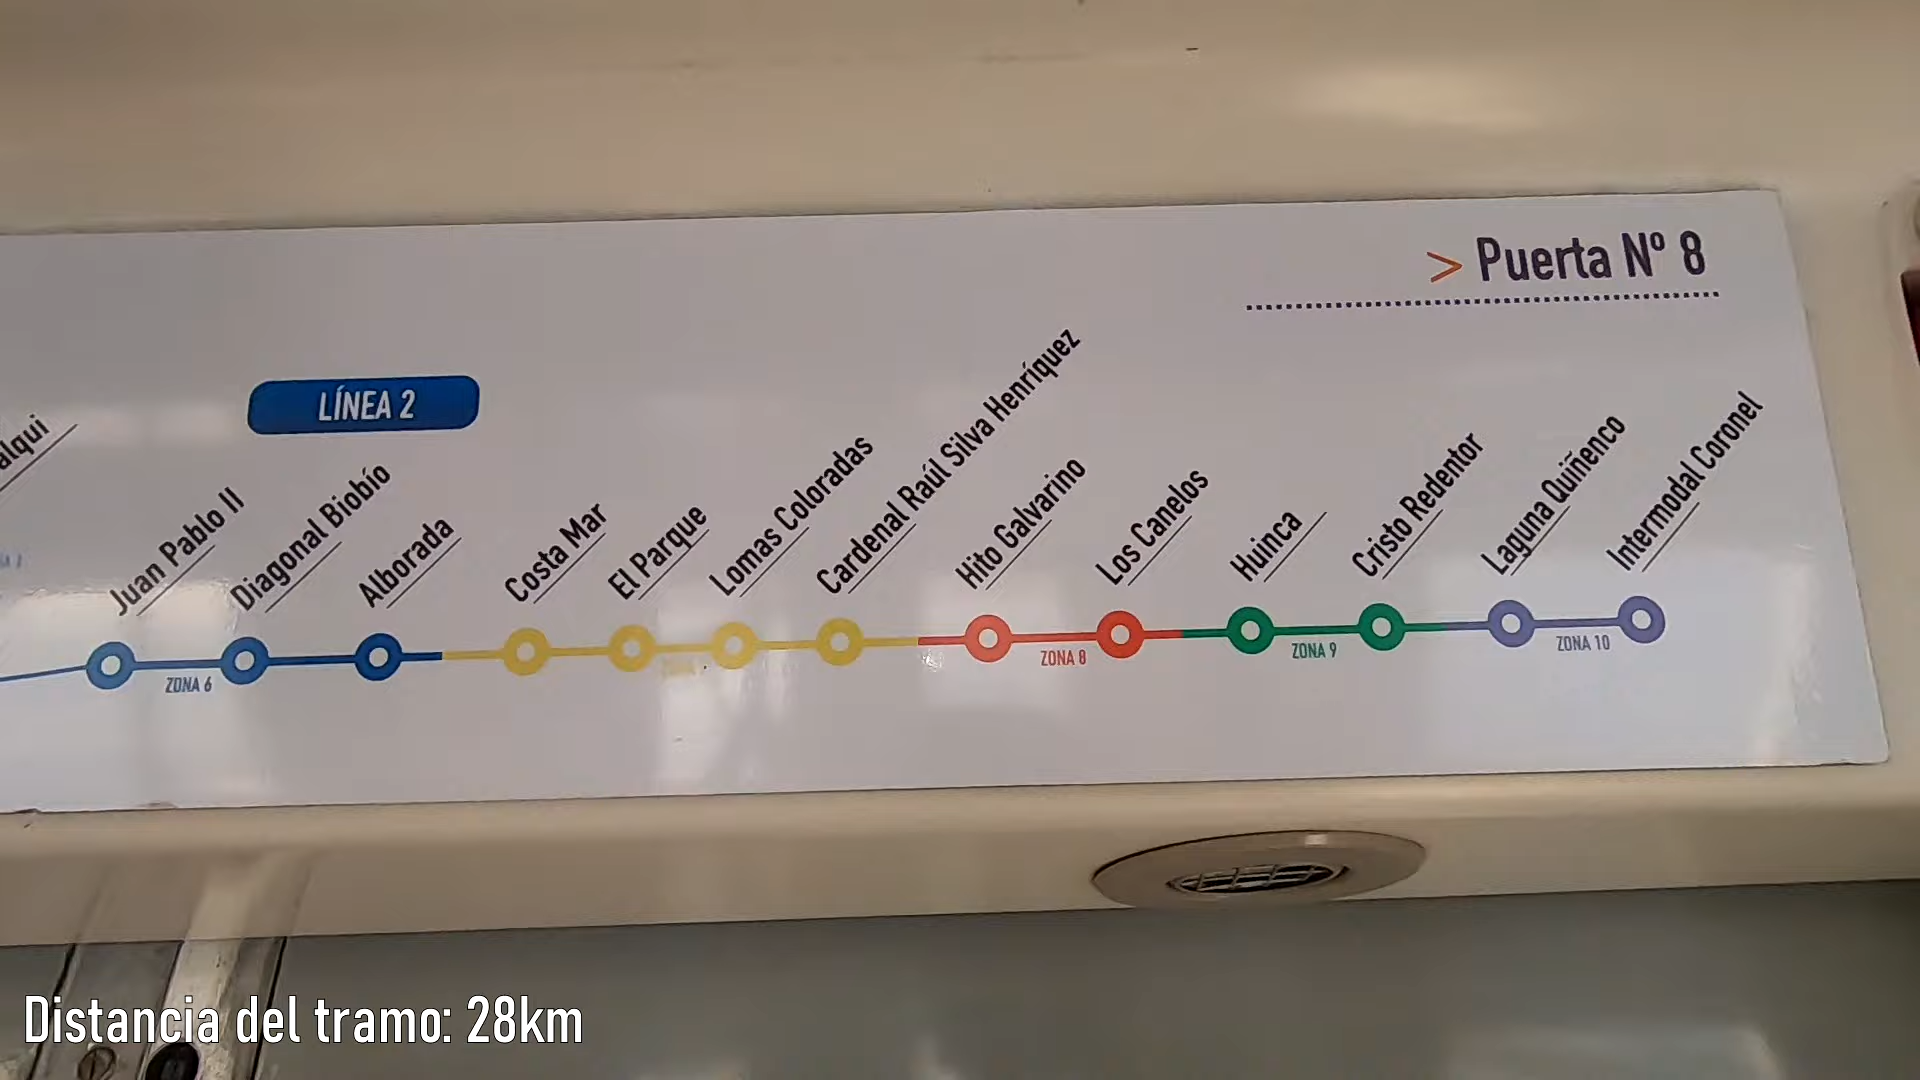 > Puerta Nº 8
LÍNEA 2
Juan Pablo II
Diagonal Biobío
Alborada
Costa Mar
El Parque
Lomas Coloradas
Cardenal Raúl Silva Henríquez
Hito Galvarino
Los Canelos
Huinca
Cristo Redentor
Laguna Quiñenco
Intermodal Coronel
ZONA 6
ZONA 8
ZONA 9
ZONA 10
Distancia del tramo: 28km